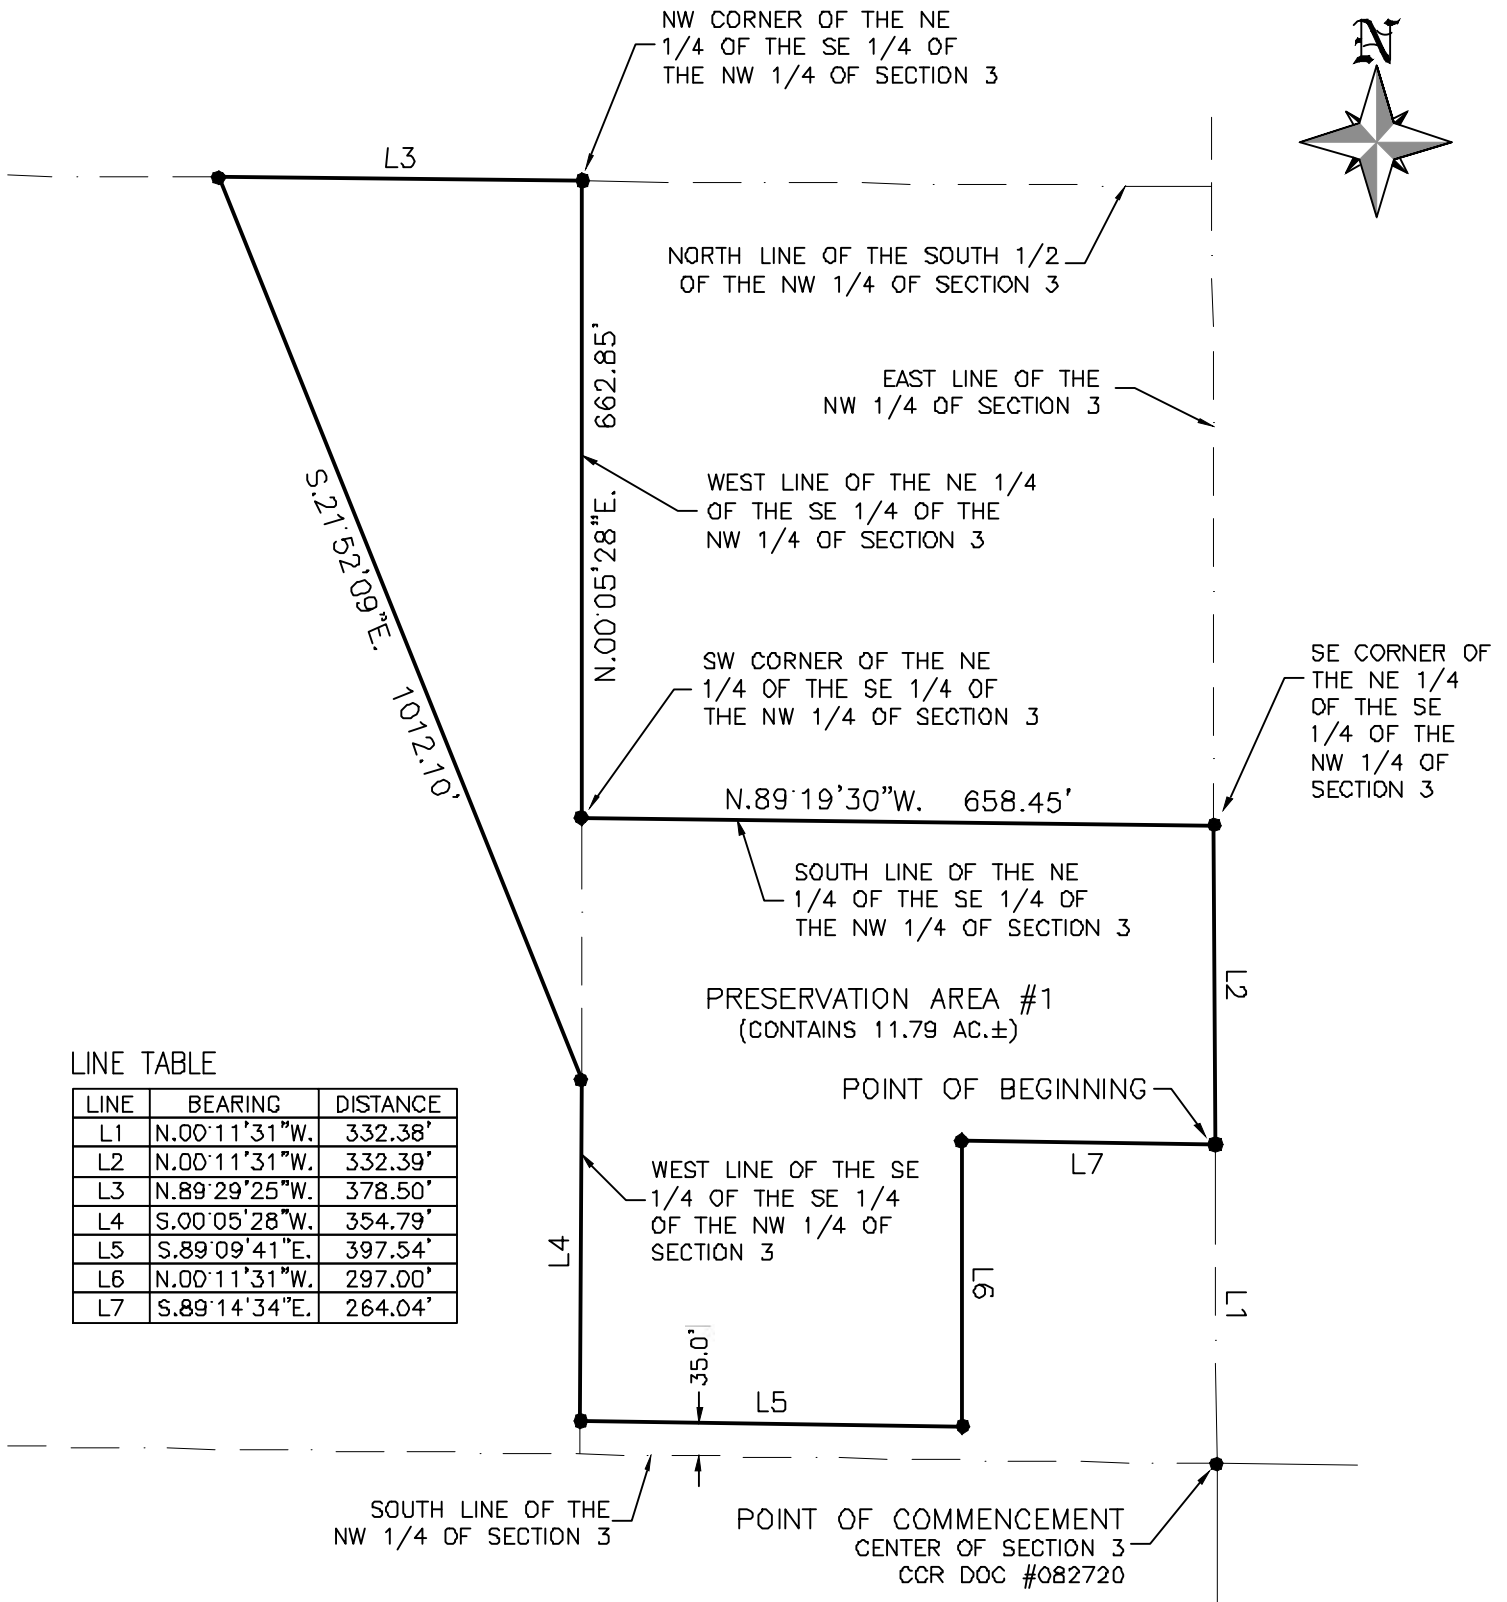 NW CORNER OF THE NE
1/4 OF THE SE 1/4 OF
THE NW 1/4 OF SECTION 3
N
L3
NORTH LINE OF THE SOUTH 1/2
OF THE NW 1/4 OF SECTION 3
N.00°05'28"E. 662.85'
EAST LINE OF THE
NW 1/4 OF SECTION 3
WEST LINE OF THE NE 1/4
OF THE SE 1/4 OF THE
NW 1/4 OF SECTION 3
S.21°52'09"E. 1012.10'
SW CORNER OF THE NE
1/4 OF THE SE 1/4 OF
THE NW 1/4 OF SECTION 3
SE CORNER OF
THE NE 1/4
OF THE SE
1/4 OF THE
NW 1/4 OF
SECTION 3
N.89°19'30"W. 658.45'
SOUTH LINE OF THE NE
1/4 OF THE SE 1/4 OF
THE NW 1/4 OF SECTION 3
L2
PRESERVATION AREA #1
(CONTAINS 11.79 AC.±)
POINT OF BEGINNING
LINE TABLE
LINE BEARING DISTANCE
L1 N.00°11'31"W. 332.38'
L2 N.00°11'31"W. 332.39'
L3 N.89°29'25"W. 378.50'
L4 S.00°05'28"W. 354.79'
L5 S.89°09'41"E. 397.54'
L6 N.00°11'31"W. 297.00'
L7 S.89°14'34"E. 264.04'
L7
WEST LINE OF THE SE
1/4 OF THE SE 1/4
OF THE NW 1/4 OF
SECTION 3
L4
L6
L1
35.0'
L5
SOUTH LINE OF THE
NW 1/4 OF SECTION 3
POINT OF COMMENCEMENT
CENTER OF SECTION 3
CCR DOC #082720